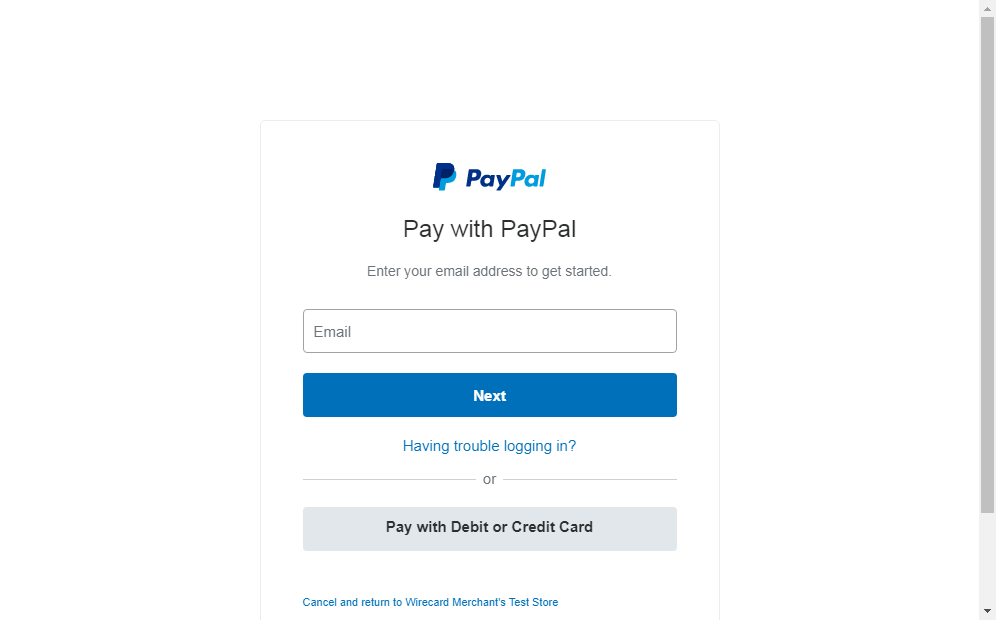 PayPal
Pay with PayPal
Enter your email address to get started.
Email
Next
Having trouble logging in?
or
Pay with Debit or Credit Card
Cancel and return to Wirecard Merchant's Test Store